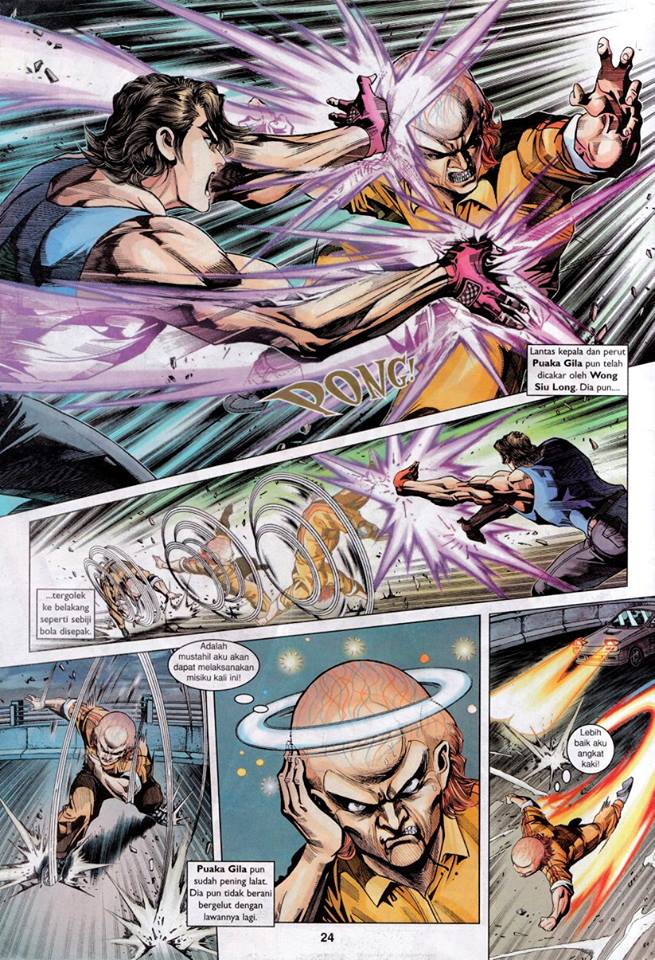 Lantas kepala dan perut
Puaka Gila pun telah
dicakar oleh Wong
Siu Long. Dia pun....
PONG!
...tergolek
ke belakang
seperti sebiji
bola disepak.
Adalah
mustahil aku akan
dapat melaksanakan
misiku kali ini!
Puaka Gila pun
sudah pening lalat.
Dia pun tidak berani
bergelut dengan
lawannya lagi.
Lebih
baik aku
angkat
kaki!
24